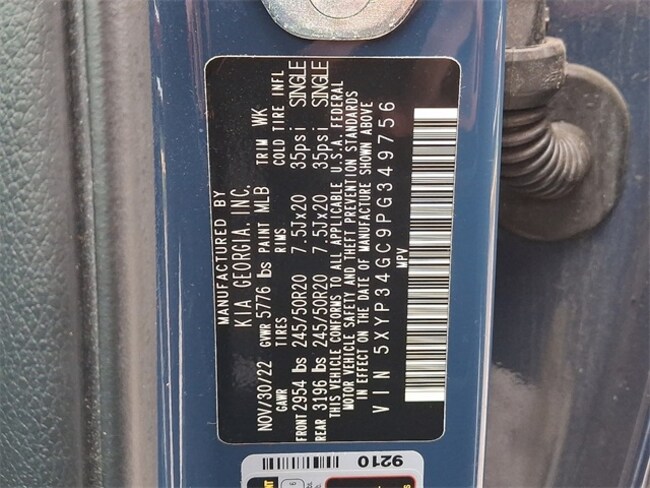 MANUFACTURED BY
KIA GEORGIA, INC.
NOV/30/22 GVWR 5776 lbs PAINT MLB TRIM WK
GAWR TIRES RIMS COLD TIRE INFL
FRONT 2954 lbs 245/50R20 7.5Jx20 35psi SINGLE
REAR 3196 lbs 245/50R20 7.5Jx20 35psi SINGLE
THIS VEHICLE CONFORMS TO ALL APPLICABLE U.S.A. FEDERAL
MOTOR VEHICLE SAFETY AND THEFT PREVENTION STANDARDS
IN EFFECT ON THE DATE OF MANUFACTURE SHOWN ABOVE
VIN 5XYP34GC9PG349756
MPV
9210